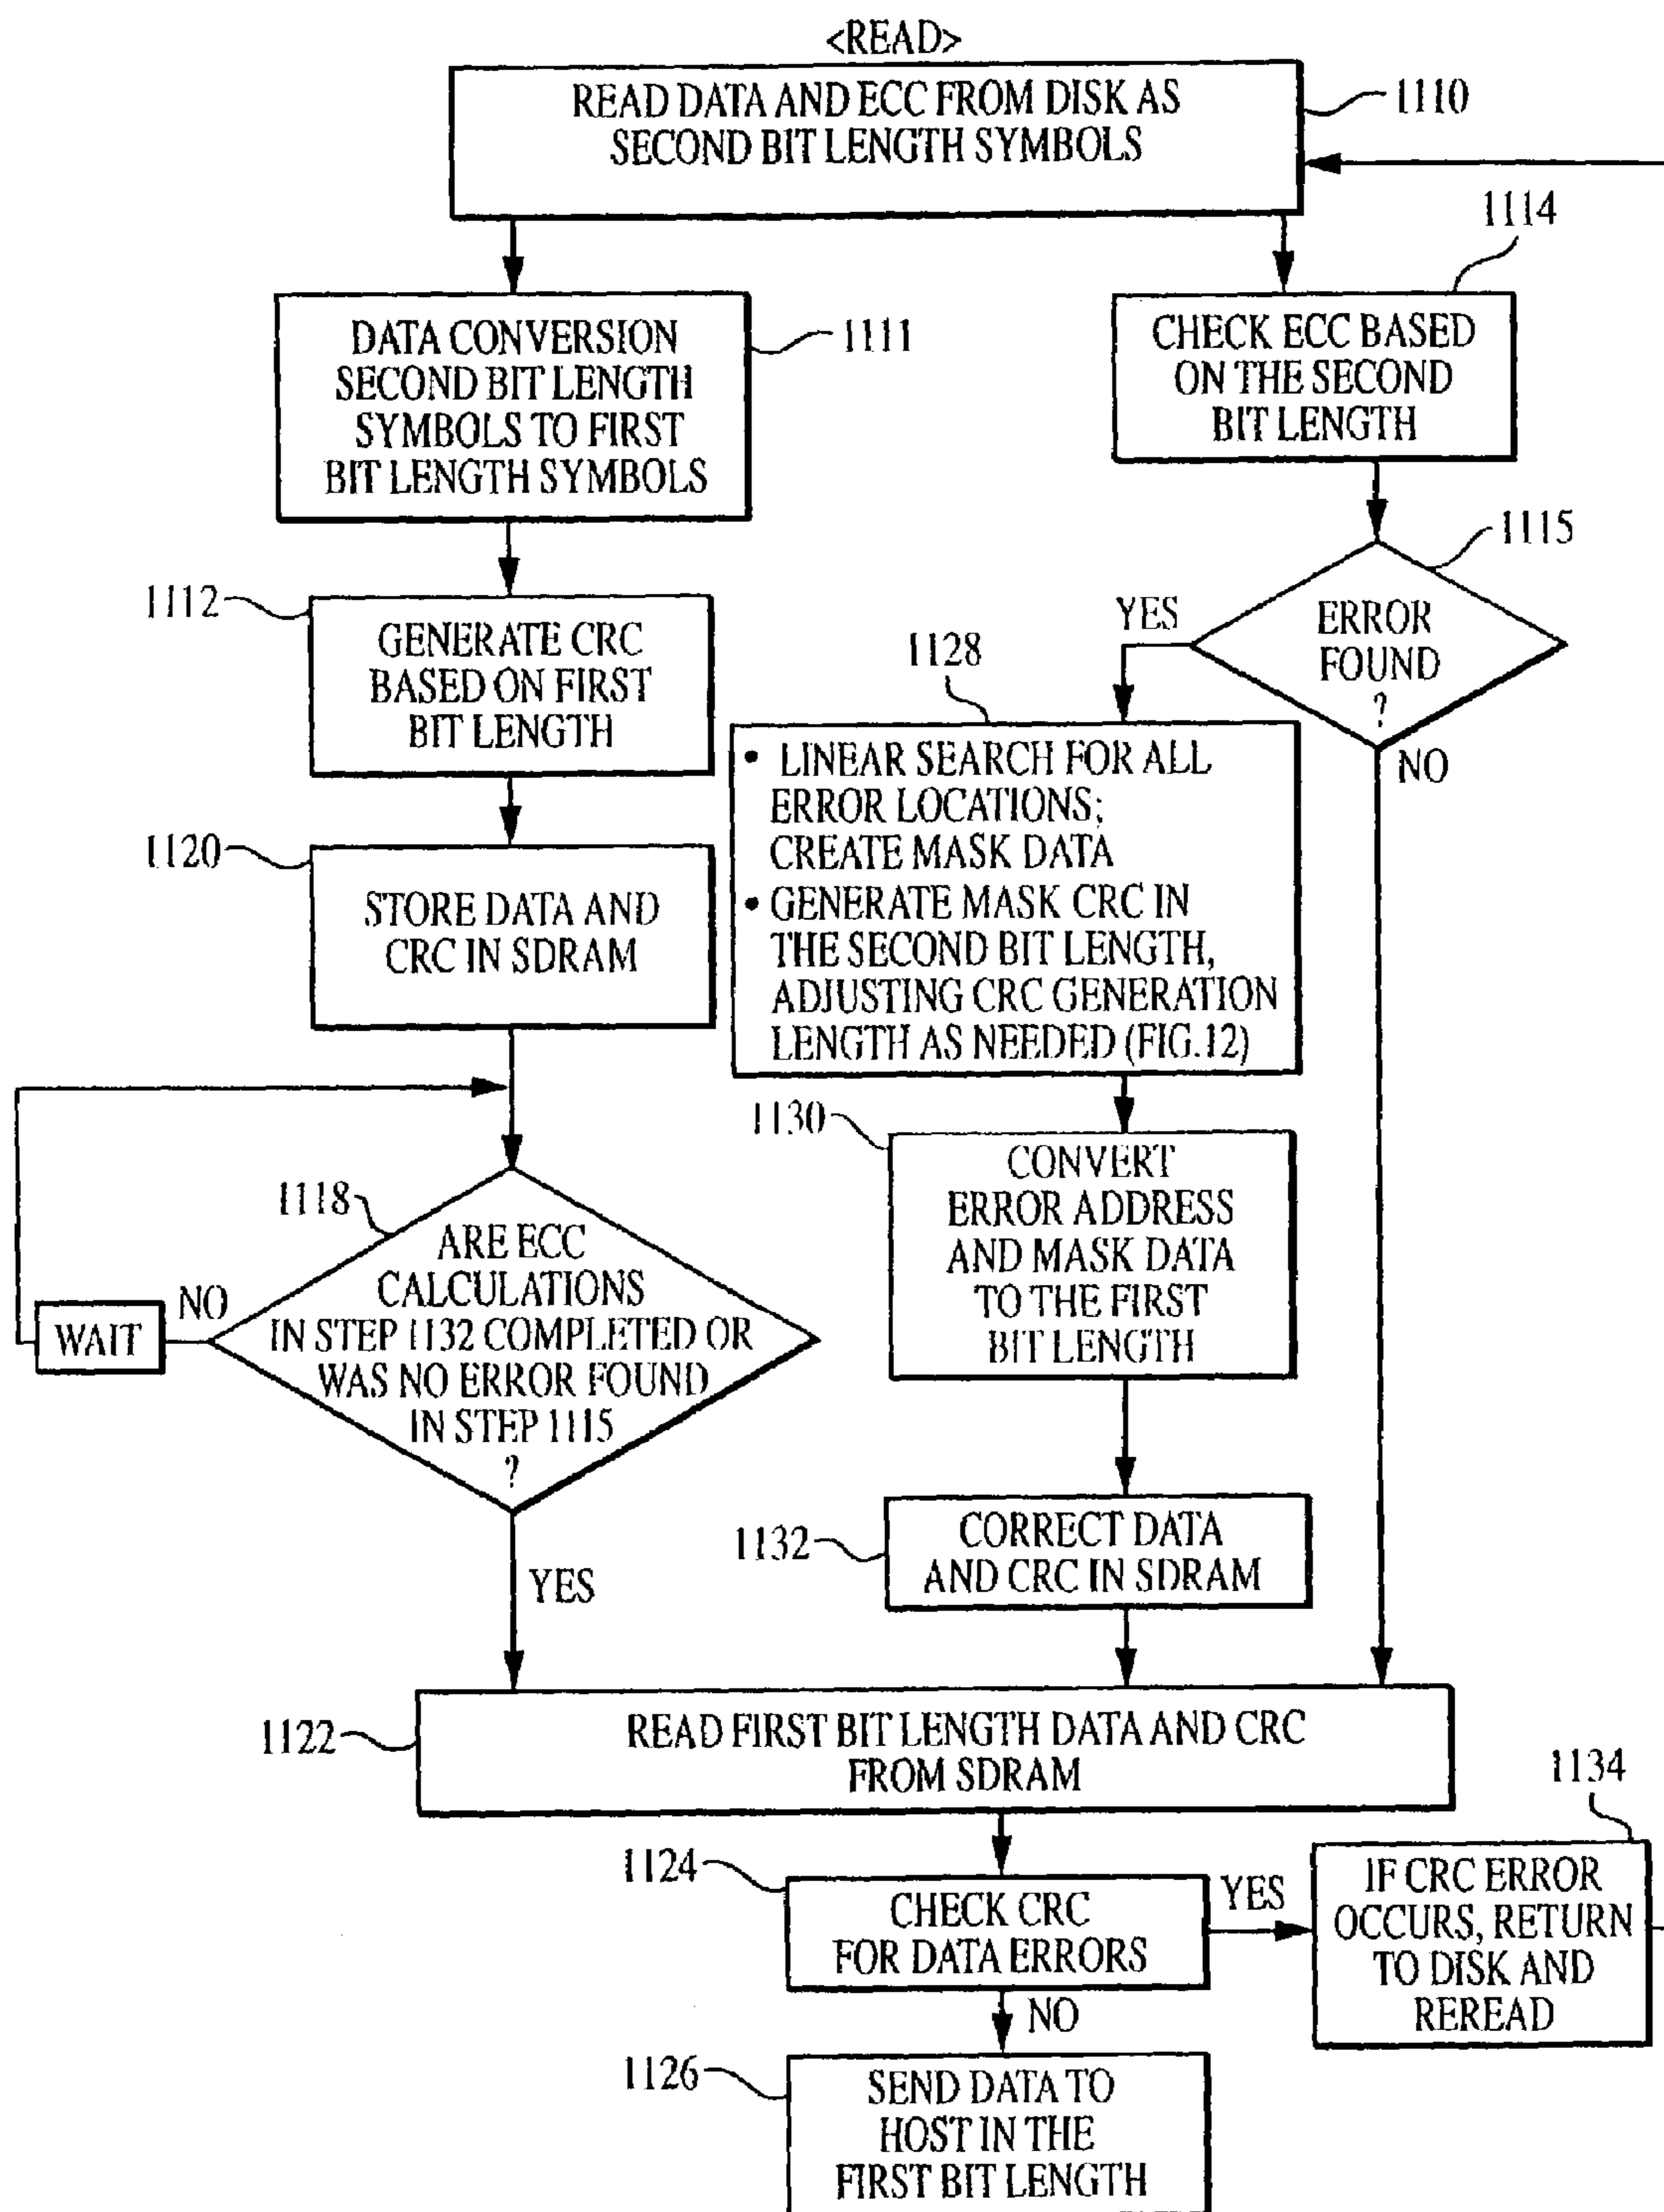 <READ>
READ DATA AND ECC FROM DISK AS
SECOND BIT LENGTH SYMBOLS
1110
1114
DATA CONVERSION
SECOND BIT LENGTH
SYMBOLS TO FIRST
BIT LENGTH SYMBOLS
1111
CHECK ECC BASED
ON THE SECOND
BIT LENGTH
1115
ERROR
FOUND
?
YES
NO
1112
GENERATE CRC
BASED ON FIRST
BIT LENGTH
1128
• LINEAR SEARCH FOR ALL
ERROR LOCATIONS;
CREATE MASK DATA
• GENERATE MASK CRC IN
THE SECOND BIT LENGTH,
ADJUSTING CRC GENERATION
LENGTH AS NEEDED (FIG.12)
1120
STORE DATA AND
CRC IN SDRAM
1130
CONVERT
ERROR ADDRESS
AND MASK DATA
TO THE FIRST
BIT LENGTH
1118
ARE ECC
CALCULATIONS
IN STEP 1132 COMPLETED OR
WAS NO ERROR FOUND
IN STEP 1115
?
NO
WAIT
YES
1132
CORRECT DATA
AND CRC IN SDRAM
1122
READ FIRST BIT LENGTH DATA AND CRC
FROM SDRAM
1134
1124
CHECK CRC
FOR DATA ERRORS
YES
IF CRC ERROR
OCCURS, RETURN
TO DISK AND
REREAD
NO
1126
SEND DATA TO
HOST IN THE
FIRST BIT LENGTH